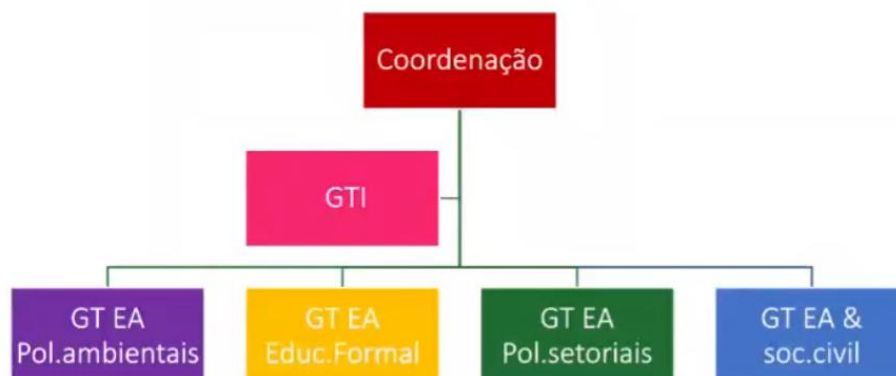 Coordenação
GTI
GT EA
Pol.ambientais
GT EA
Educ.Formal
GT EA
Pol.setoriais
GT EA &
soc.civil